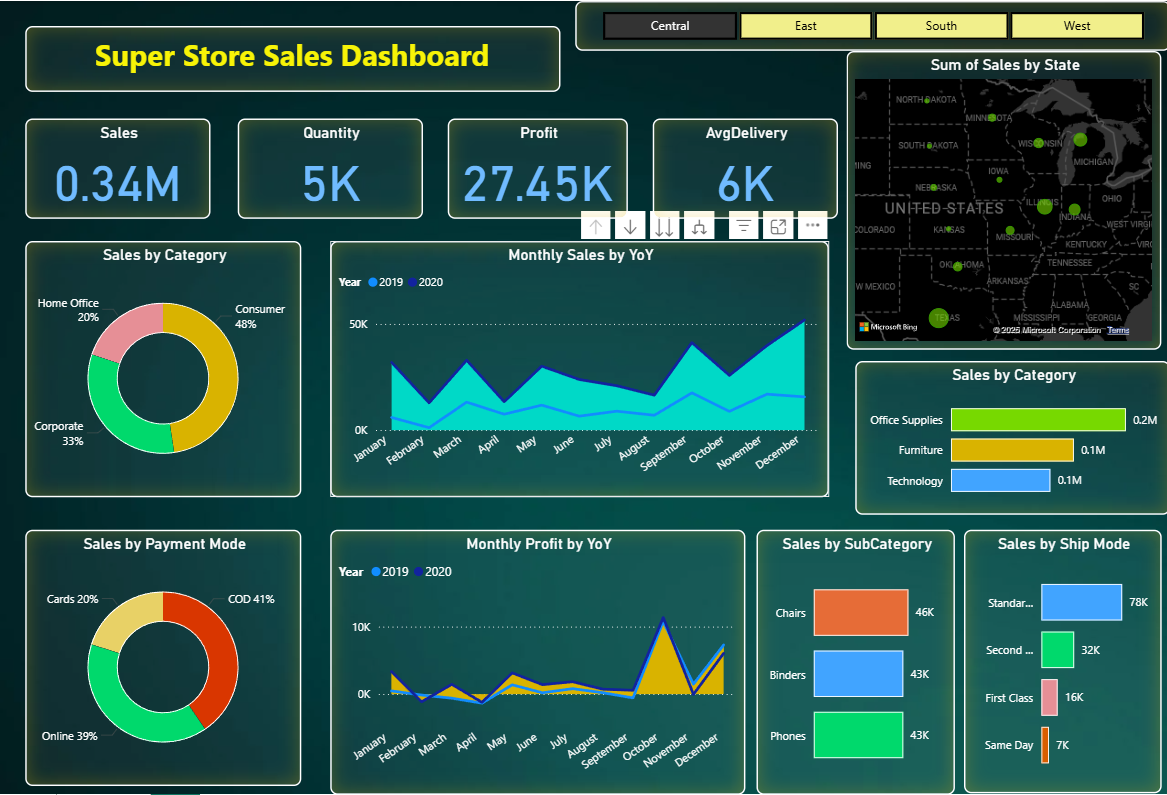 Central
East
South
West
Super Store Sales Dashboard
Sales
0.34M
Quantity
5K
Profit
27.45K
AvgDelivery
6K
Sum of Sales by State
NORTH DAKOTA
MINNESOTA
SOUTH DAKOTA
WISCONSIN
MICHIGAN
MING
IOWA
NEBRASKA
UNITED STATES
ILLINOIS
INDIANA
OHIO
COLORADO
KANSAS
MISSOURI
WEST VIRGI
KENTUCKY
VIRG
OKLAHOMA
TENNESSEE
W MEXICO
ARKANSAS
SC
ALABAMA
TEXAS
MISSISSIPPI
GEORGIA
Microsoft Bing
© 2025 Microsoft Corporation Terms
Sales by Category
Home Office
20%
Consumer
48%
Corporate
33%
Monthly Sales by YoY
Year 2019 2020
50K
0K
January
February
March
April
May
June
July
August
September
October
November
December
Sales by Category
Office Supplies 0.2M
Furniture 0.1M
Technology 0.1M
Sales by Payment Mode
Cards 20%
COD 41%
Online 39%
Monthly Profit by YoY
Year 2019 2020
10K
0K
January
February
March
April
May
June
July
August
September
October
November
December
Sales by SubCategory
Chairs 46K
Binders 43K
Phones 43K
Sales by Ship Mode
Standar... 78K
Second ... 32K
First Class 16K
Same Day 7K